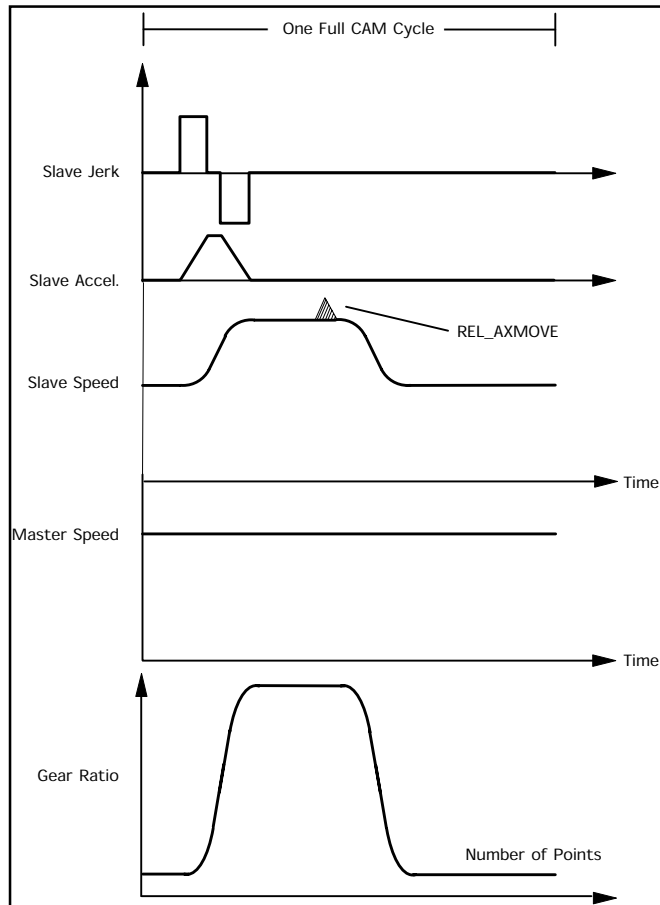 One Full CAM Cycle
Slave Jerk
Slave Accel.
REL_AXMOVE
Slave Speed
Time
Master Speed
Time
Gear Ratio
Number of Points